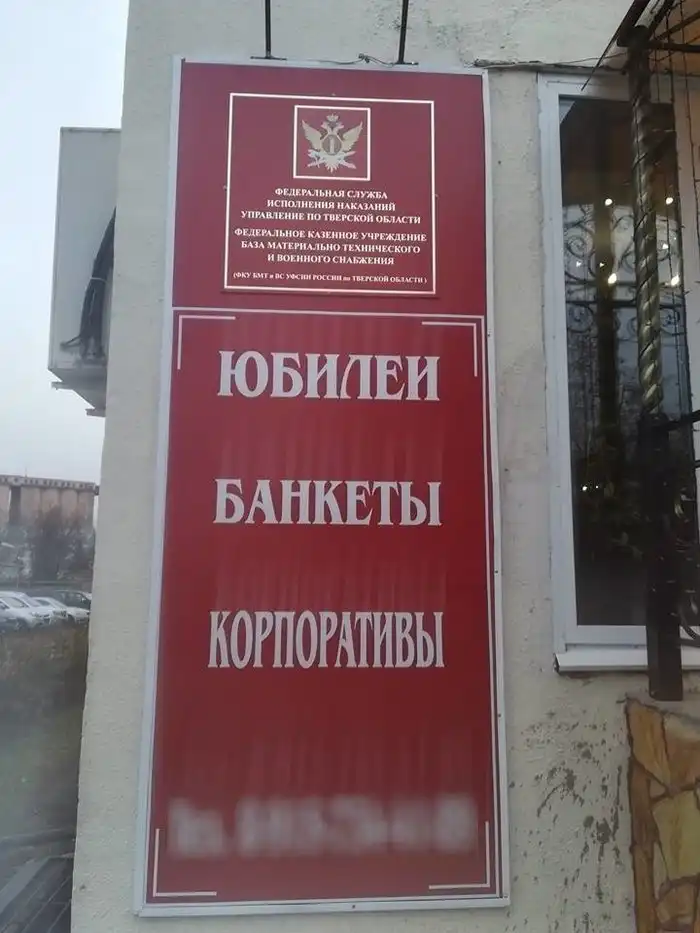 ФЕДЕРАЛЬНАЯ СЛУЖБА
ИСПОЛНЕНИЯ НАКАЗАНИЙ
УПРАВЛЕНИЕ ПО ТВЕРСКОЙ ОБЛАСТИ
ФЕДЕРАЛЬНОЕ КАЗЕННОЕ УЧРЕЖДЕНИЕ
БАЗА МАТЕРИАЛЬНО ТЕХНИЧЕСКОГО
И ВОЕННОГО СНАБЖЕНИЯ
(ФКУ БМТ и ВС УФСИН РОССИИ по ТВЕРСКОЙ ОБЛАСТИ)
ЮБИЛЕИ
БАНКЕТЫ
КОРПОРАТИВЫ